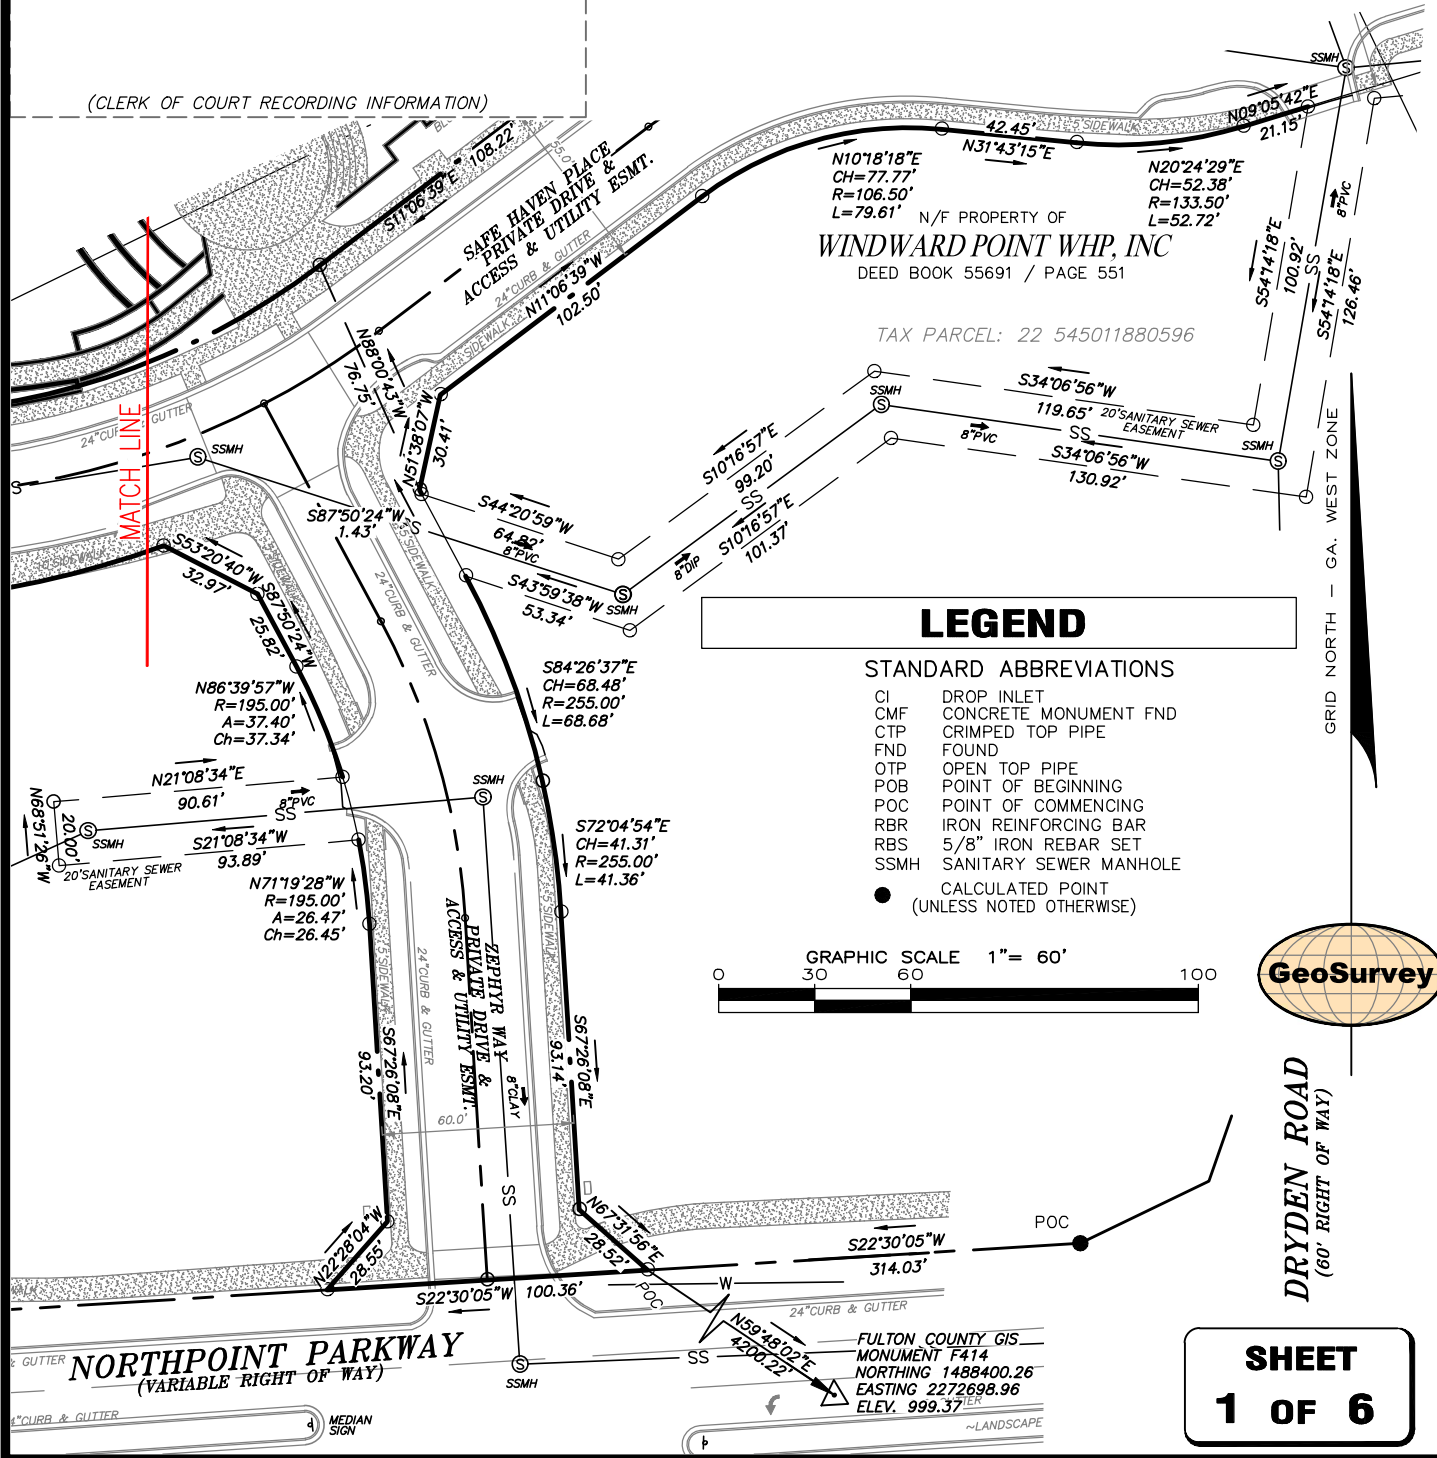 (CLERK OF COURT RECORDING INFORMATION)
108.22'
S11°06'39"E
55.0'
SAFE HAVEN PLACE
PRIVATE DRIVE &
ACCESS & UTILITY ESMT.
24"CURB & GUTTER
SIDEWALK
N11°06'39"W
102.50'
5'SIDEWALK
42.45'
N31°43'15"E
N10°18'18"E
CH=77.77'
R=106.50'
L=79.61'
N20°24'29"E
CH=52.38'
R=133.50'
L=52.72'
N09°05'42"E
21.15'
SSMH
S
8"PVC
N/F PROPERTY OF
WINDWARD POINT WHP, INC
DEED BOOK 55691 / PAGE 551
TAX PARCEL: 22 545011880596
S54°14'18"E
100.92'
SS
S54°14'18"E
126.46'
N88°00'43"W
76.75'
N51°38'07"W
30.41'
24"CURB & GUTTER
MATCH LINE
SSMH
S
S
S87°50'24"W
1.43'
SS
S44°20'59"W
64.82'
8"PVC
S43°59'38"W
53.34'
S10°16'57"E
99.20'
SS
S10°16'57"E
101.37'
8"DIP
SSMH
S
SSMH
S
S34°06'56"W
119.65'
20'SANITARY SEWER
EASEMENT
8"PVC
SS
S34°06'56"W
130.92'
SSMH
S
GRID NORTH — GA. WEST ZONE
S53°20'40"W
32.97'
S87°50'24"W
25.82'
5'SIDEWALK
24"CURB & GUTTER
N86°39'57"W
R=195.00'
A=37.40'
Ch=37.34'
S84°26'37"E
CH=68.48'
R=255.00'
L=68.68'
LEGEND
STANDARD ABBREVIATIONS
CI DROP INLET
CMF CONCRETE MONUMENT FND
CTP CRIMPED TOP PIPE
FND FOUND
OTP OPEN TOP PIPE
POB POINT OF BEGINNING
POC POINT OF COMMENCING
RBR IRON REINFORCING BAR
RBS 5/8" IRON REBAR SET
SSMH SANITARY SEWER MANHOLE
CALCULATED POINT
(UNLESS NOTED OTHERWISE)
N21°08'34"E
90.61'
8"PVC
SS
SSMH
S
N68°51'26"W
20.00'
SSMH
S
S21°08'34"W
93.89'
20'SANITARY SEWER
EASEMENT
N71°19'28"W
R=195.00'
A=26.47'
Ch=26.45'
S72°04'54"E
CH=41.31'
R=255.00'
L=41.36'
GRAPHIC SCALE 1"= 60'
0 30 60 100
GeoSurvey
5'SIDEWALK
24"CURB & GUTTER
5'SIDEWALK
ZEPHYR WAY
PRIVATE DRIVE &
ACCESS & UTILITY ESMT.
S67°26'08"E
93.20'
S67°26'08"E
93.14'
8"CLAY
60.0'
SS
DRYDEN ROAD
(60' RIGHT OF WAY)
N22°28'04"W
28.55'
N67°31'56"E
28.52'
POC
S22°30'05"W
100.36'
S22°30'05"W
314.03'
POC
W
24"CURB & GUTTER
N59°48'02"E
4200.22'
FULTON COUNTY GIS
MONUMENT F414
NORTHING 1488400.26
EASTING 2272698.96
ELEV. 999.37
NORTHPOINT PARKWAY
(VARIABLE RIGHT OF WAY)
& GUTTER
SS
SSMH
S
4"CURB & GUTTER
MEDIAN
SIGN
~LANDSCAPE
SHEET
1 OF 6